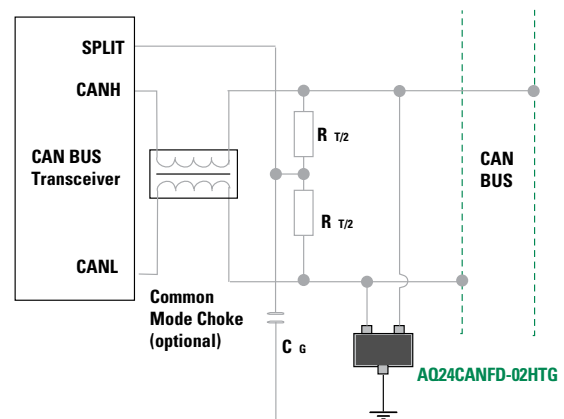 SPLIT
CANH
CAN BUS
Transceiver
CANL
Common
Mode Choke
(optional)
R T/2
R T/2
C G
CAN
BUS
AQ24CANFD-02HTG